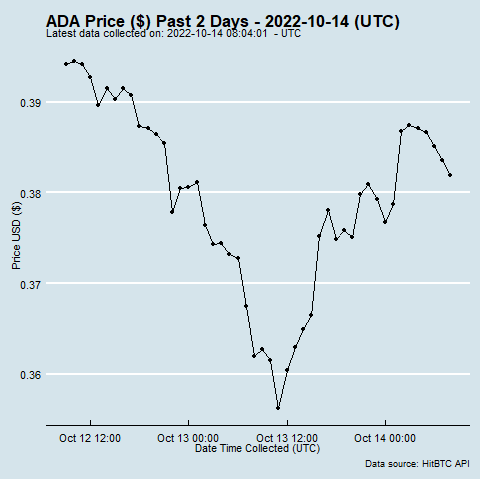 ADA Price ($) Past 2 Days - 2022-10-14 (UTC)
Latest data collected on: 2022-10-14 08:04:01 - UTC
Price USD ($)
0.39
0.38
0.37
0.36
Oct 12 12:00 Oct 13 00:00 Oct 13 12:00 Oct 14 00:00
Date Time Collected (UTC)
Data source: HitBTC API